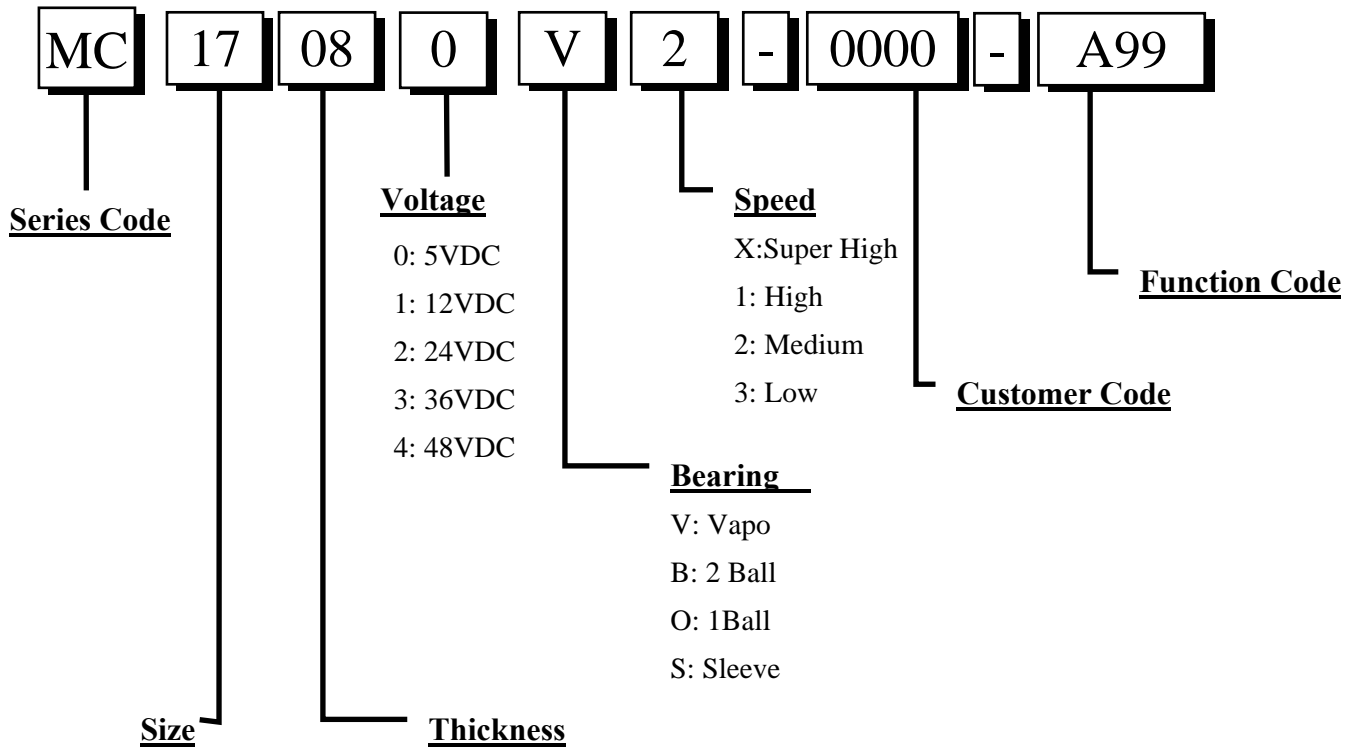 MC 17 08 0 V 2 - 0000 - A99
Series Code
Voltage
0: 5VDC
1: 12VDC
2: 24VDC
3: 36VDC
4: 48VDC
Speed
X:Super High
1: High
2: Medium
3: Low
Function Code
Customer Code
Bearing
V: Vapo
B: 2 Ball
O: 1Ball
S: Sleeve
Size
Thickness